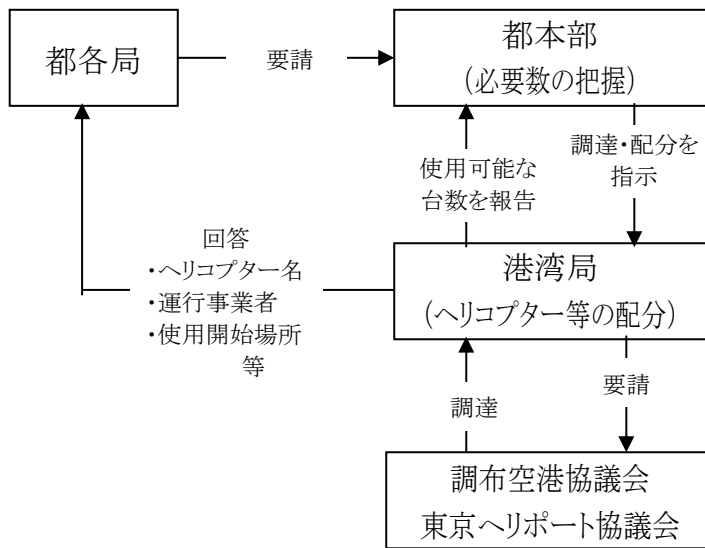 都各局
要請
都本部
(必要数の把握)
使用可能な
台数を報告
調達・配分を
指示
回答
・ヘリコプター名
・運行事業者
・使用開始場所
等
港湾局
(ヘリコプター等の配分)
調達
要請
調布空港協議会
東京ヘリポート協議会